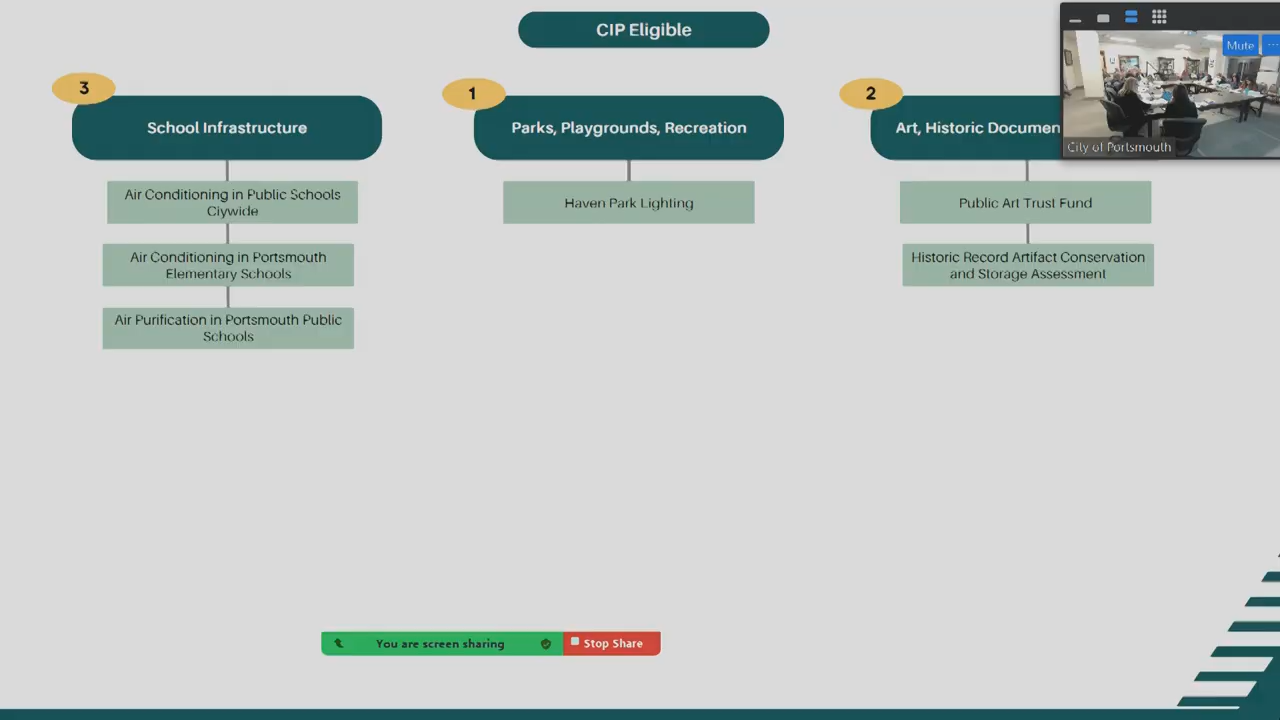 CIP Eligible
3
School Infrastructure
Air Conditioning in Public Schools
Ciywide
Air Conditioning in Portsmouth
Elementary Schools
Air Purification in Portsmouth Public
Schools
1
Parks, Playgrounds, Recreation
Haven Park Lighting
2
Art, Historic Documen
Public Art Trust Fund
Historic Record Artifact Conservation
and Storage Assessment
Mute
City of Portsmouth
You are screen sharing
Stop Share